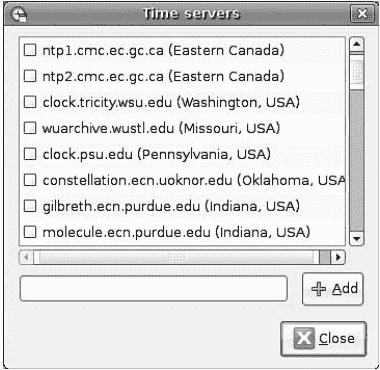 Time servers
ntp1.cmc.ec.gc.ca (Eastern Canada)
ntp2.cmc.ec.gc.ca (Eastern Canada)
clock.tricity.wsu.edu (Washington, USA)
wuarchive.wustl.edu (Missouri, USA)
clock.psu.edu (Pennsylvania, USA)
constellation.ecn.uoknor.edu (Oklahoma, USA
gilbreth.ecn.purdue.edu (Indiana, USA)
molecule.ecn.purdue.edu (Indiana, USA)
Add
Close